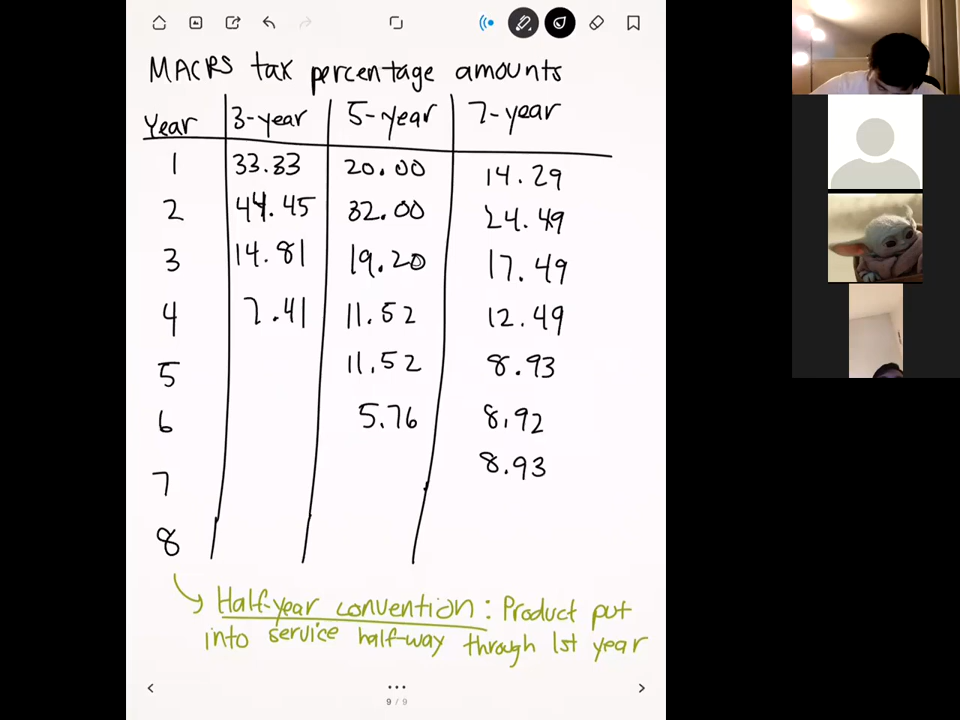 MACRS tax percentage amounts
Year 3-year 5-year 7-year
1 33.33 20.00 14.29
2 44.45 32.00 24.49
3 14.81 19.20 17.49
4 7.41 11.52 12.49
5 11.52 8.93
6 5.76 8.92
7 8.93
8
Half-year convention: Product put
into service half-way through 1st year
9 / 9